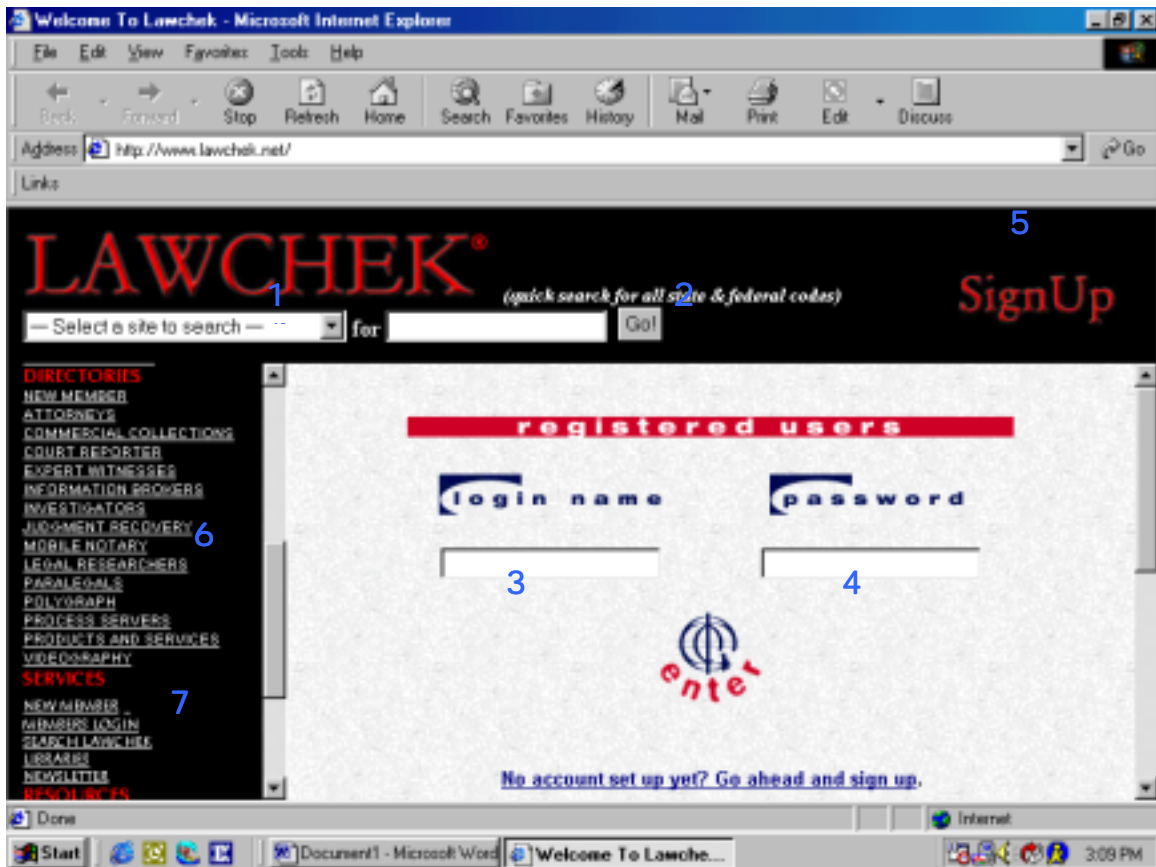 Welcome To Lawchek - Microsoft Internet Explorer
File Edit View Favorites Tools Help
Back Forward Stop Refresh Home Search Favorites History Mail Print Edit Discuss
Address http://www.lawchek.net/ Go
Links
5
LAWCHEK®
1
(quick search for all state & federal codes)
2
SignUp
— Select a site to search — for Go!
DIRECTORIES
NEW MEMBER
ATTORNEYS
COMMERCIAL COLLECTIONS
COURT REPORTER
EXPERT WITNESSES
INFORMATION BROKERS
INVESTIGATORS
JUDGMENT RECOVERY
6
MOBILE NOTARY
LEGAL RESEARCHERS
PARALEGALS
POLYGRAPH
PROCESS SERVERS
PRODUCTS AND SERVICES
VIDEOGRAPHY
SERVICES
7
NEW MEMBER
MEMBERS LOGIN
SEARCH LAWCHEK
LIBRARIES
NEWSLETTER
RESOURCES
registered users
login name password
3 4
enter
No account set up yet? Go ahead and sign up.
Done Internet
Start Document1 - Microsoft Word Welcome To Lawche... 3:09 PM